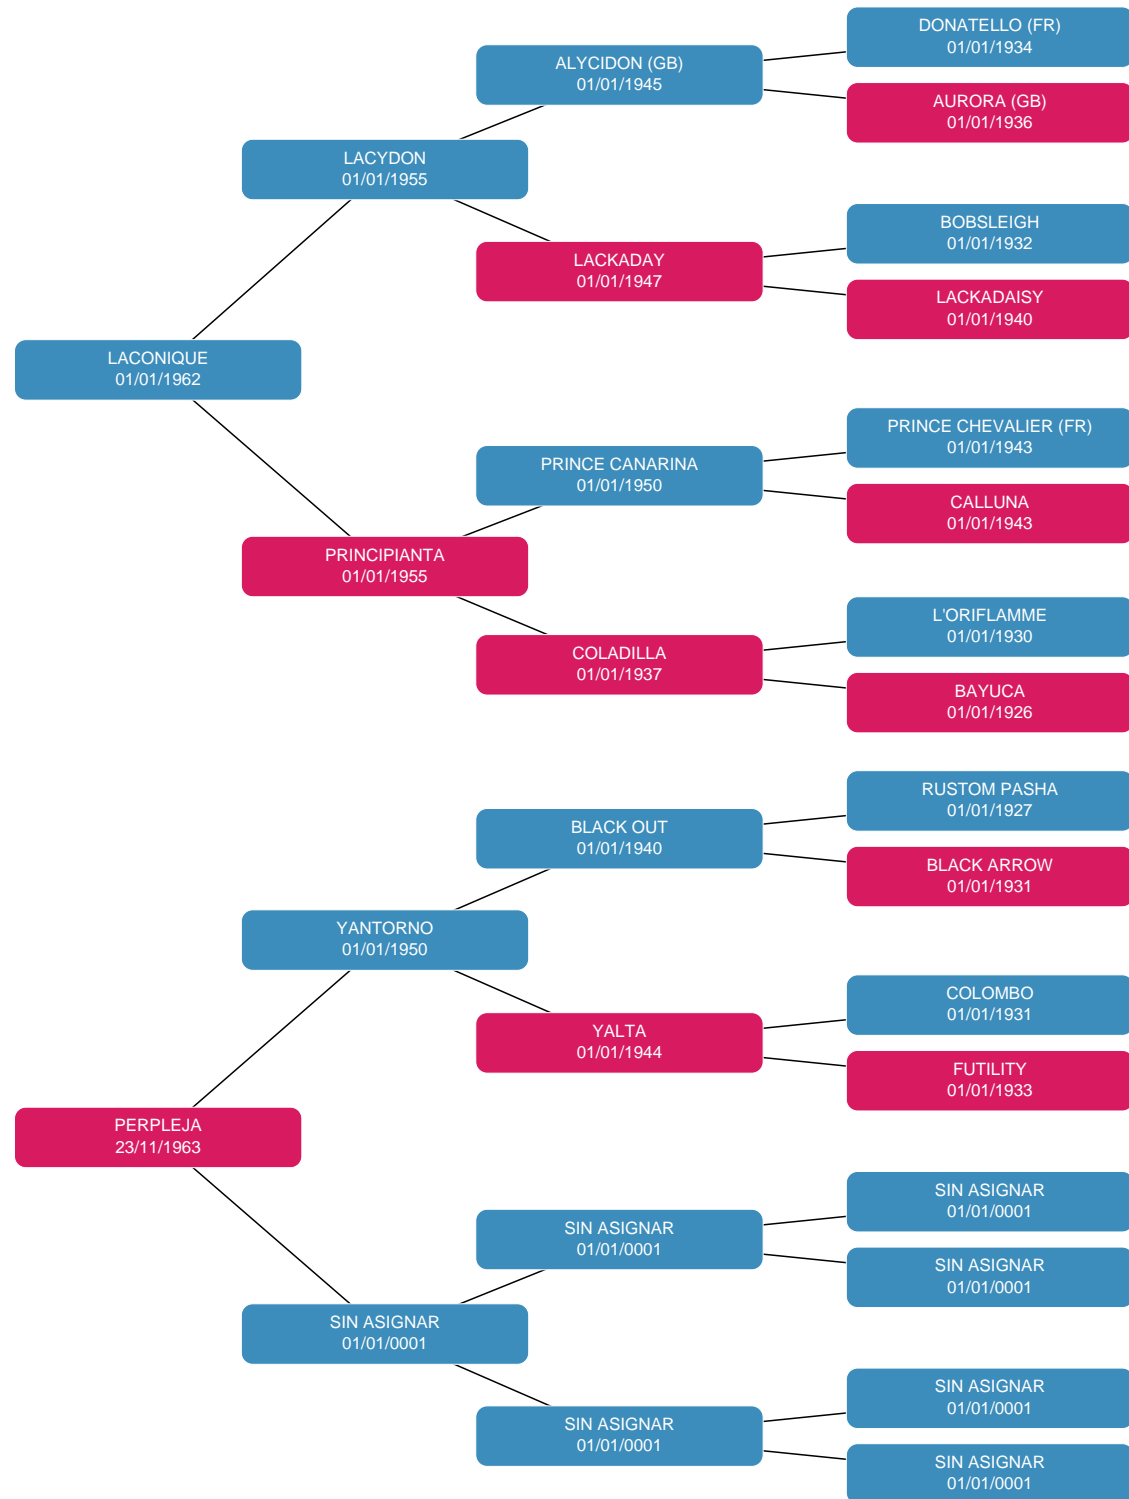 DONATELLO (FR)
01/01/1934
ALYCIDON (GB)
01/01/1945
AURORA (GB)
01/01/1936
LACYDON
01/01/1955
BOBSLEIGH
01/01/1932
LACKADAY
01/01/1947
LACKADAISY
01/01/1940
LACONIQUE
01/01/1962
PRINCE CHEVALIER (FR)
01/01/1943
PRINCE CANARINA
01/01/1950
CALLUNA
01/01/1943
PRINCIPIANTA
01/01/1955
L'ORIFLAMME
01/01/1930
COLADILLA
01/01/1937
BAYUCA
01/01/1926
RUSTOM PASHA
01/01/1927
BLACK OUT
01/01/1940
BLACK ARROW
01/01/1931
YANTORNO
01/01/1950
COLOMBO
01/01/1931
YALTA
01/01/1944
FUTILITY
01/01/1933
PERPLEJA
23/11/1963
SIN ASIGNAR
01/01/0001
SIN ASIGNAR
01/01/0001
SIN ASIGNAR
01/01/0001
SIN ASIGNAR
01/01/0001
SIN ASIGNAR
01/01/0001
SIN ASIGNAR
01/01/0001
SIN ASIGNAR
01/01/0001